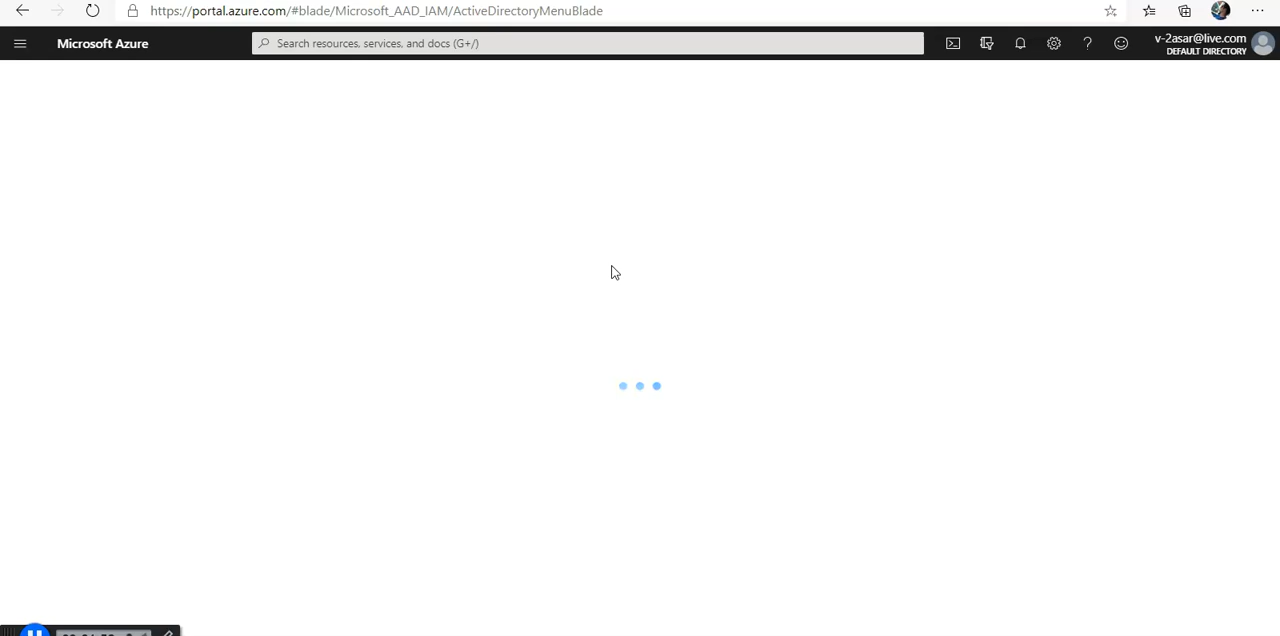 https://portal.azure.com/#blade/Microsoft_AAD_IAM/ActiveDirectoryMenuBlade
Microsoft Azure
Search resources, services, and docs (G+/)
v-2asar@live.com
DEFAULT DIRECTORY